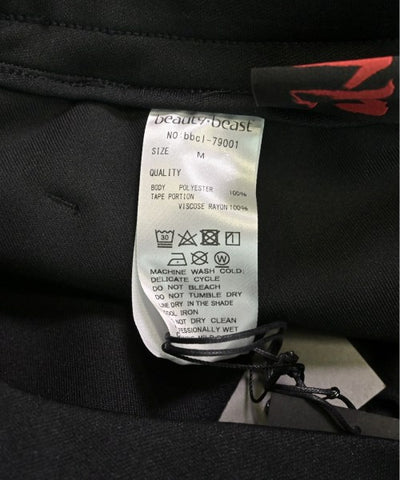 beauty:beast
NO:bbcl-79001
SIZE M
QUALITY
BODY POLYESTER 100%
TAPE PORTION
VISCOSE RAYON 100%
30
W
MACHINE WASH COLD
DELICATE CYCLE
DO NOT BLEACH
DO NOT TUMBLE DRY
DRY IN THE SHADE
IRON
NOT DRY CLEAN
WET